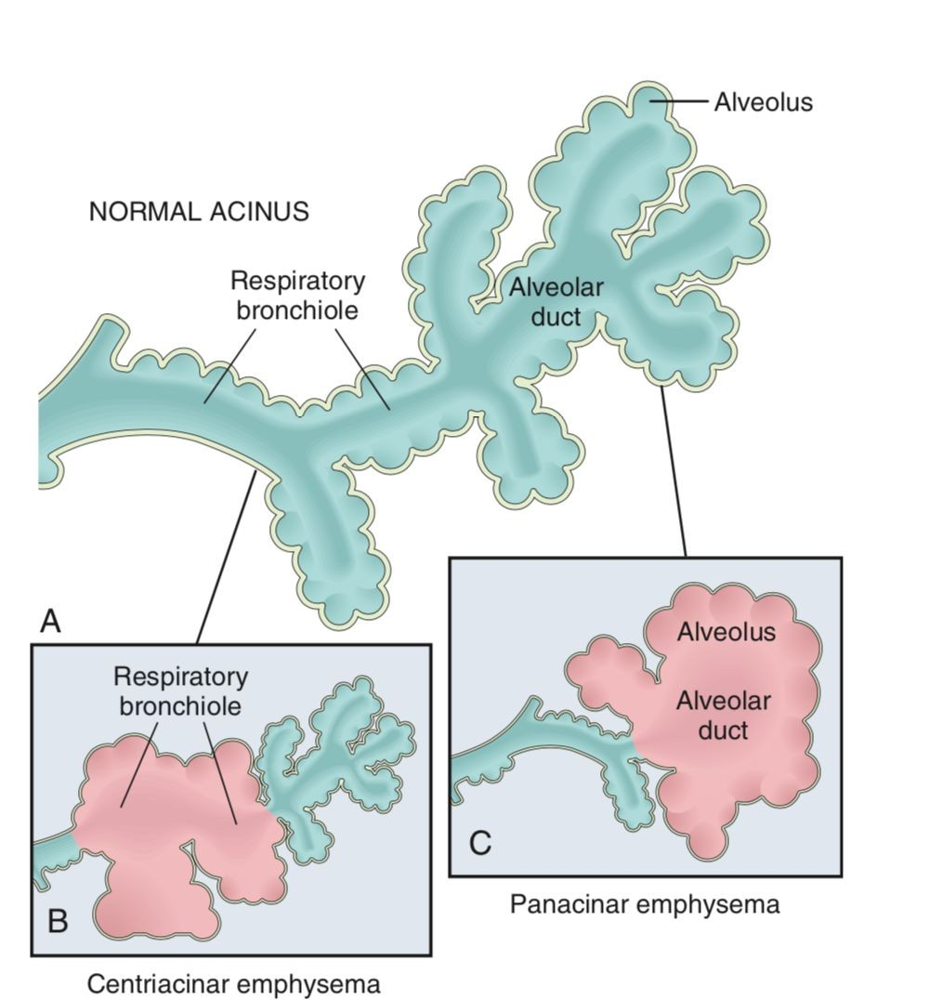 Alveolus
NORMAL ACINUS
Respiratory
bronchiole
Alveolar
duct
A
Respiratory
bronchiole
B
Centriacinar emphysema
Alveolus
Alveolar
duct
C
Panacinar emphysema